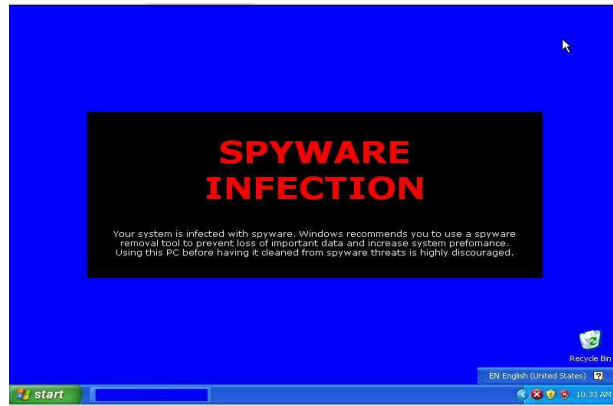 SPYWARE
INFECTION
Your system is infected with spyware. Windows recommends you to use a spyware
removal tool to prevent loss of important data and increase system prefomance.
Using this PC before having it cleaned from spyware threats is highly discouraged.
Recycle Bin
EN English (United States)
start
10:33 AM